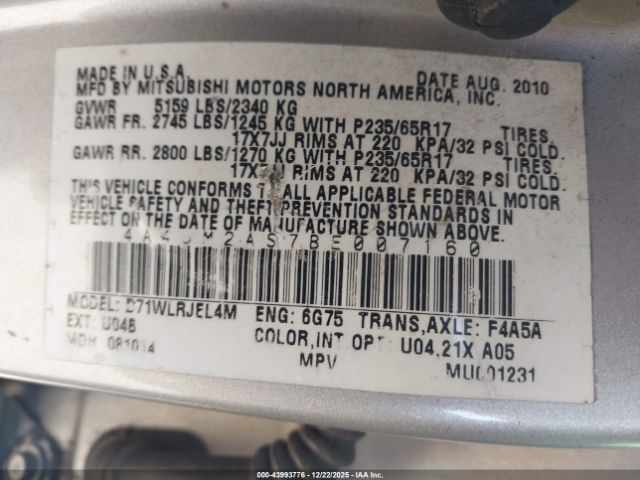 MADE IN U.S.A. DATE AUG. 2010
MFD BY MITSUBISHI MOTORS NORTH AMERICA, INC.
GVWR 5159 LBS/2340 KG
GAWR FR. 2745 LBS/1245 KG WITH P235/65R17 TIRES.
17X7JJ RIMS AT 220 KPA/32 PSI COLD.
GAWR RR. 2800 LBS/1270 KG WITH P235/65R17 TIRES.
RIMS AT 220 KPA/32 PSI COLD.
THIS VEHICLE CONFORMS TO ALL APPLICABLE FEDERAL MOTOR
VEHICLE SAFETY AND THEFT PREVENTION STANDARDS IN
EFFECT ON THE DATE OF MANUFACTURE SHOWN ABOVE.
MODEL: ENG: 6G75 TRANS,AXLE: F4A5A
EXT: COLOR,INT,OPT: U04,21X A05
MDH 081014 MPV
00-43993776 - 12/22/2025 - IAA Inc.